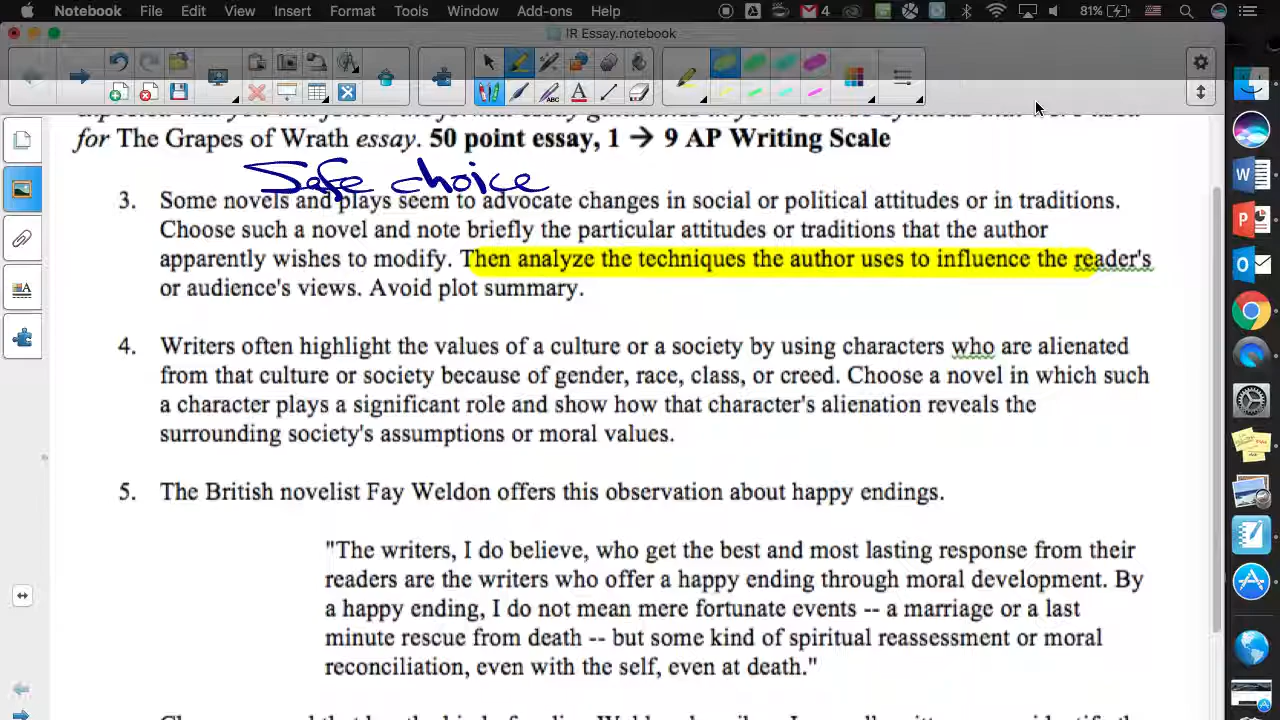 Notebook File Edit View Insert Format Tools Window Add-ons Help 4 81%
IR Essay.notebook
for The Grapes of Wrath essay. 50 point essay, 1 → 9 AP Writing Scale
Safe choice
3. Some novels and plays seem to advocate changes in social or political attitudes or in traditions.
Choose such a novel and note briefly the particular attitudes or traditions that the author
apparently wishes to modify. Then analyze the techniques the author uses to influence the reader's
or audience's views. Avoid plot summary.
4. Writers often highlight the values of a culture or a society by using characters who are alienated
from that culture or society because of gender, race, class, or creed. Choose a novel in which such
a character plays a significant role and show how that character's alienation reveals the
surrounding society's assumptions or moral values.
5. The British novelist Fay Weldon offers this observation about happy endings.
"The writers, I do believe, who get the best and most lasting response from their
readers are the writers who offer a happy ending through moral development. By
a happy ending, I do not mean mere fortunate events -- a marriage or a last
minute rescue from death -- but some kind of spiritual reassessment or moral
reconciliation, even with the self, even at death."